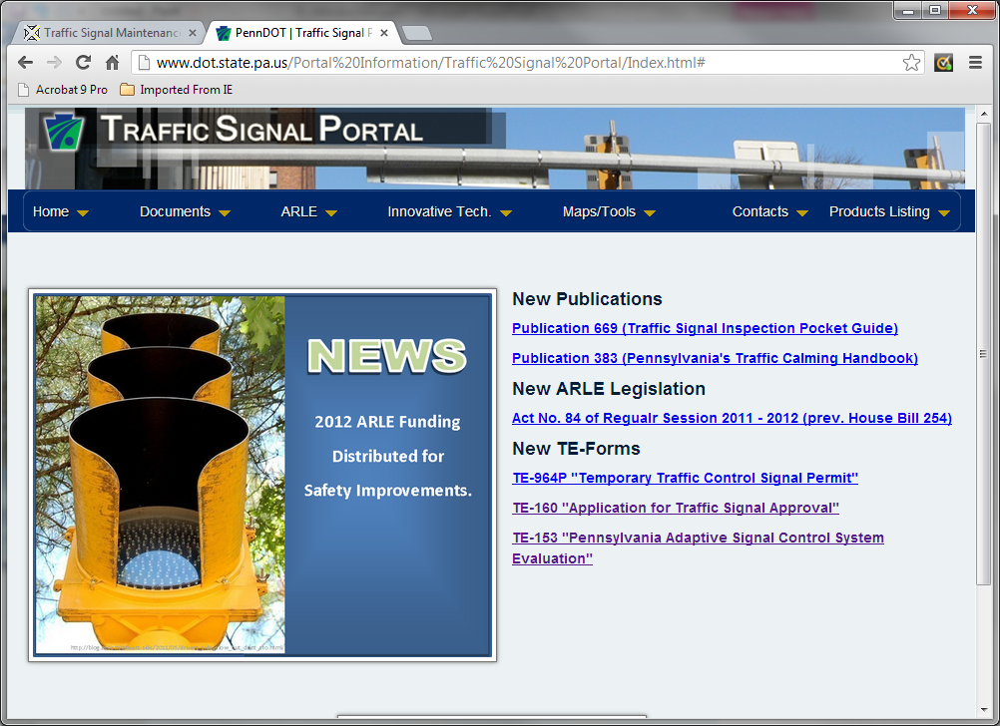 Traffic Signal Maintenanc
PennDOT | Traffic Signal P
www.dot.state.pa.us/Portal%20Information/Traffic%20Signal%20Portal/Index.html#
Acrobat 9 Pro
Imported From IE
TRAFFIC SIGNAL PORTAL
Home Documents ARLE Innovative Tech. Maps/Tools Contacts Products Listing
NEWS
2012 ARLE Funding
Distributed for
Safety Improvements.
New Publications
Publication 669 (Traffic Signal Inspection Pocket Guide)
Publication 383 (Pennsylvania's Traffic Calming Handbook)
New ARLE Legislation
Act No. 84 of Regualr Session 2011 - 2012 (prev. House Bill 254)
New TE-Forms
TE-964P "Temporary Traffic Control Signal Permit"
TE-160 "Application for Traffic Signal Approval"
TE-153 "Pennsylvania Adaptive Signal Control System
Evaluation"